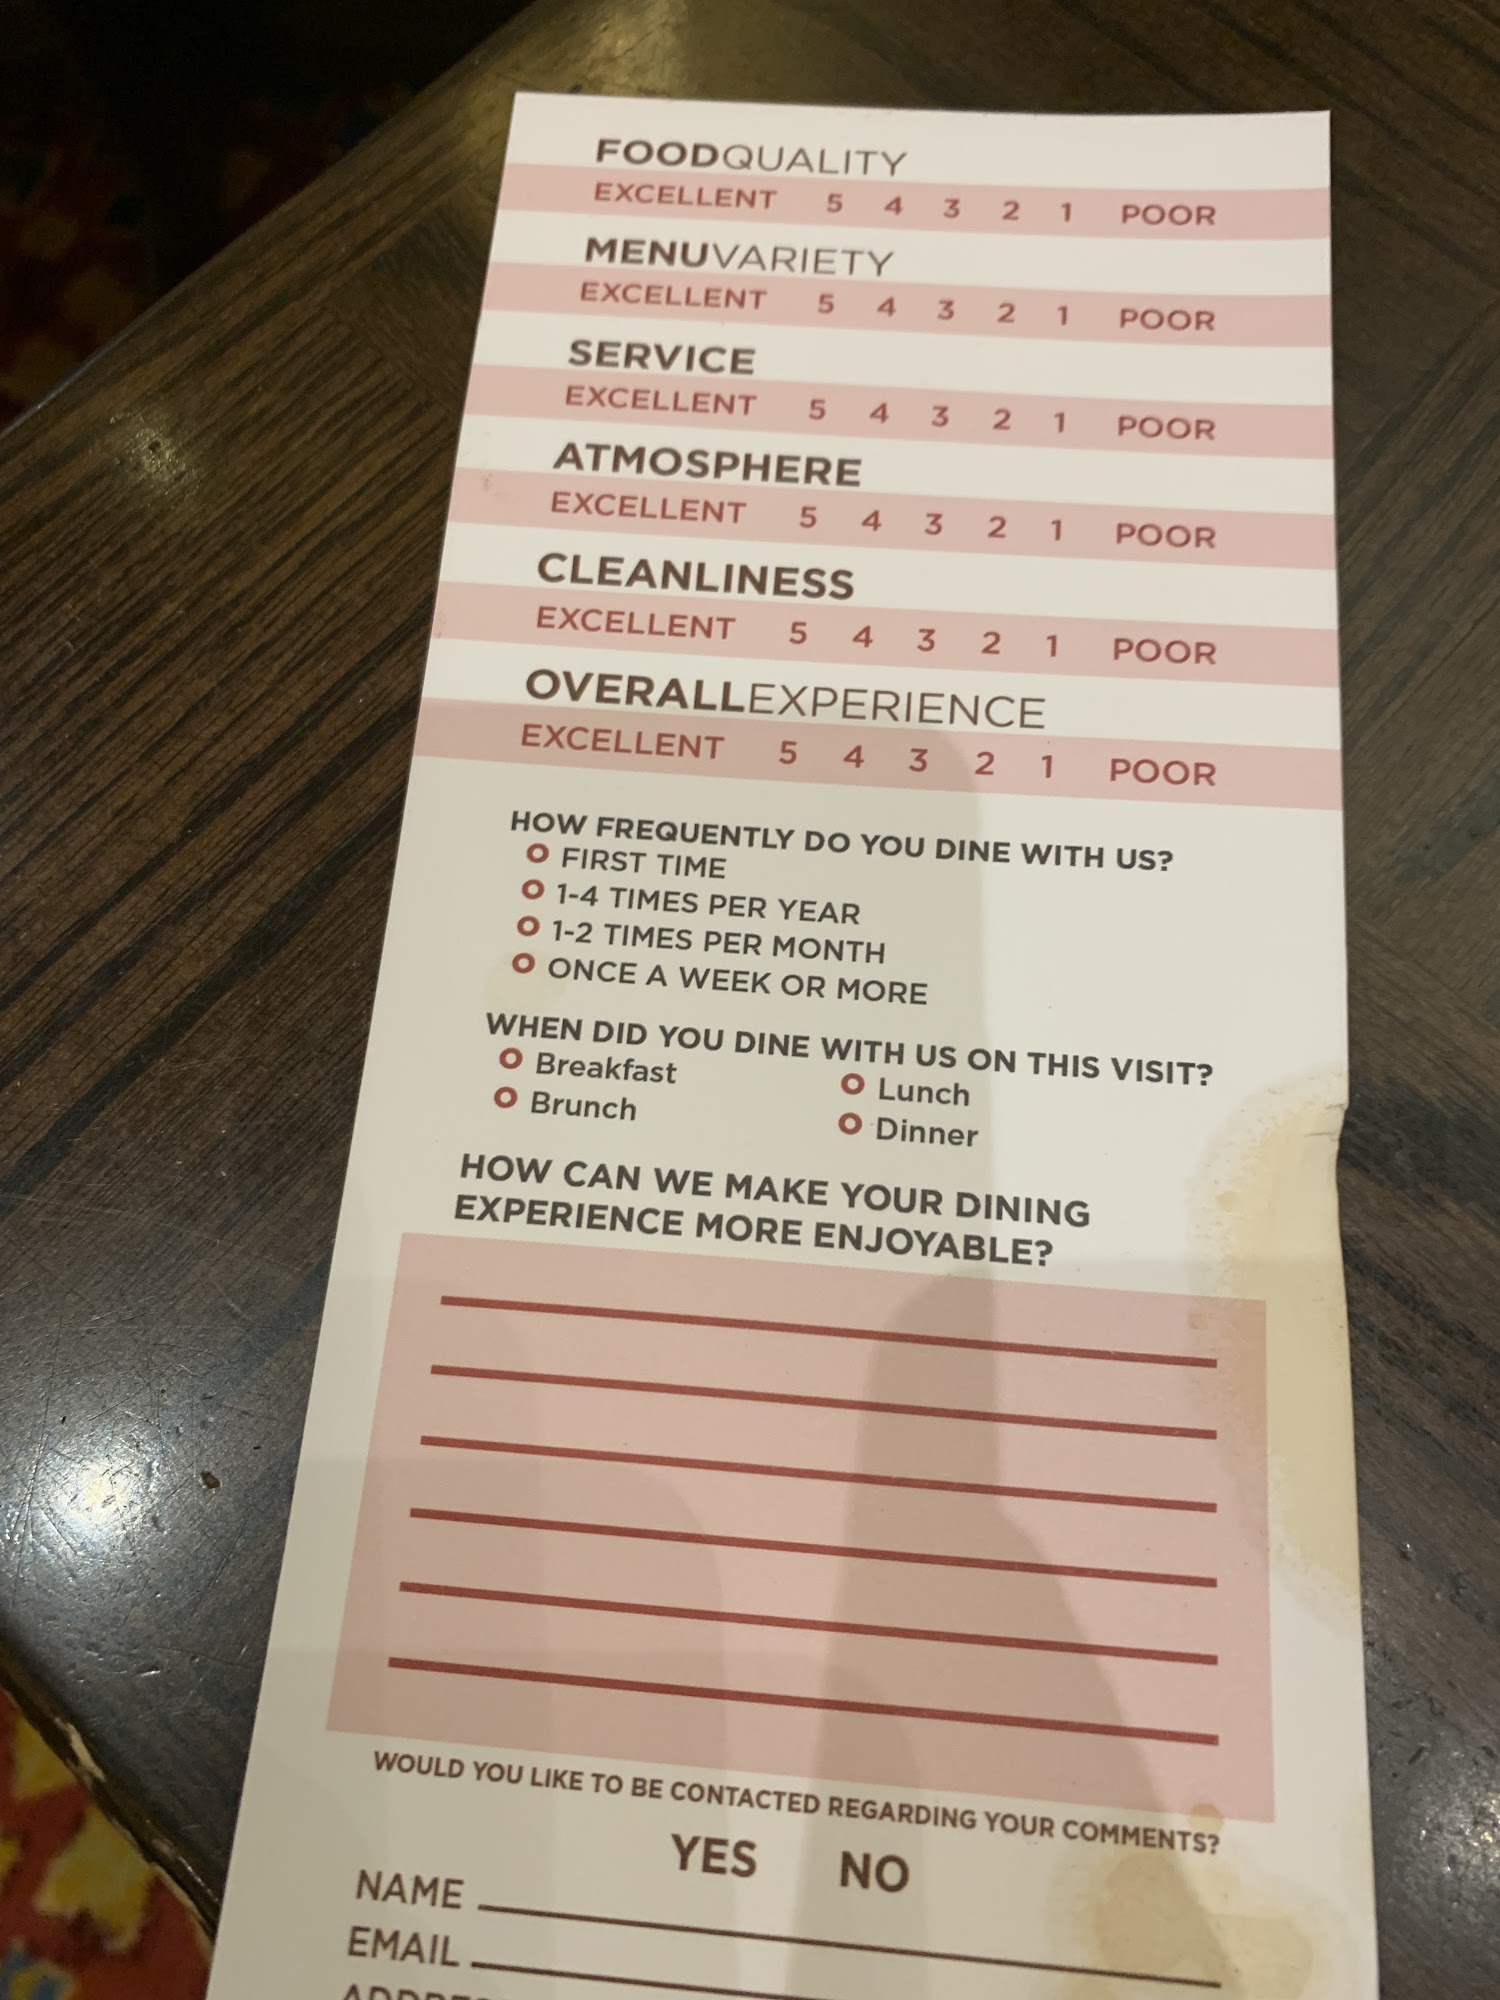 FOODQUALITY
EXCELLENT 5 4 3 2 1 POOR
MENUVARIETY
EXCELLENT 5 4 3 2 1 POOR
SERVICE
EXCELLENT 5 4 3 2 1 POOR
ATMOSPHERE
EXCELLENT 5 4 3 2 1 POOR
CLEANLINESS
EXCELLENT 5 4 3 2 1 POOR
OVERALLEXPERIENCE
EXCELLENT 5 4 3 2 1 POOR
HOW FREQUENTLY DO YOU DINE WITH US?
FIRST TIME
1-4 TIMES PER YEAR
1-2 TIMES PER MONTH
ONCE A WEEK OR MORE
WHEN DID YOU DINE WITH US ON THIS VISIT?
Breakfast Lunch
Brunch Dinner
HOW CAN WE MAKE YOUR DINING
EXPERIENCE MORE ENJOYABLE?
WOULD YOU LIKE TO BE CONTACTED REGARDING YOUR COMMENTS?
YES NO
NAME
EMAIL